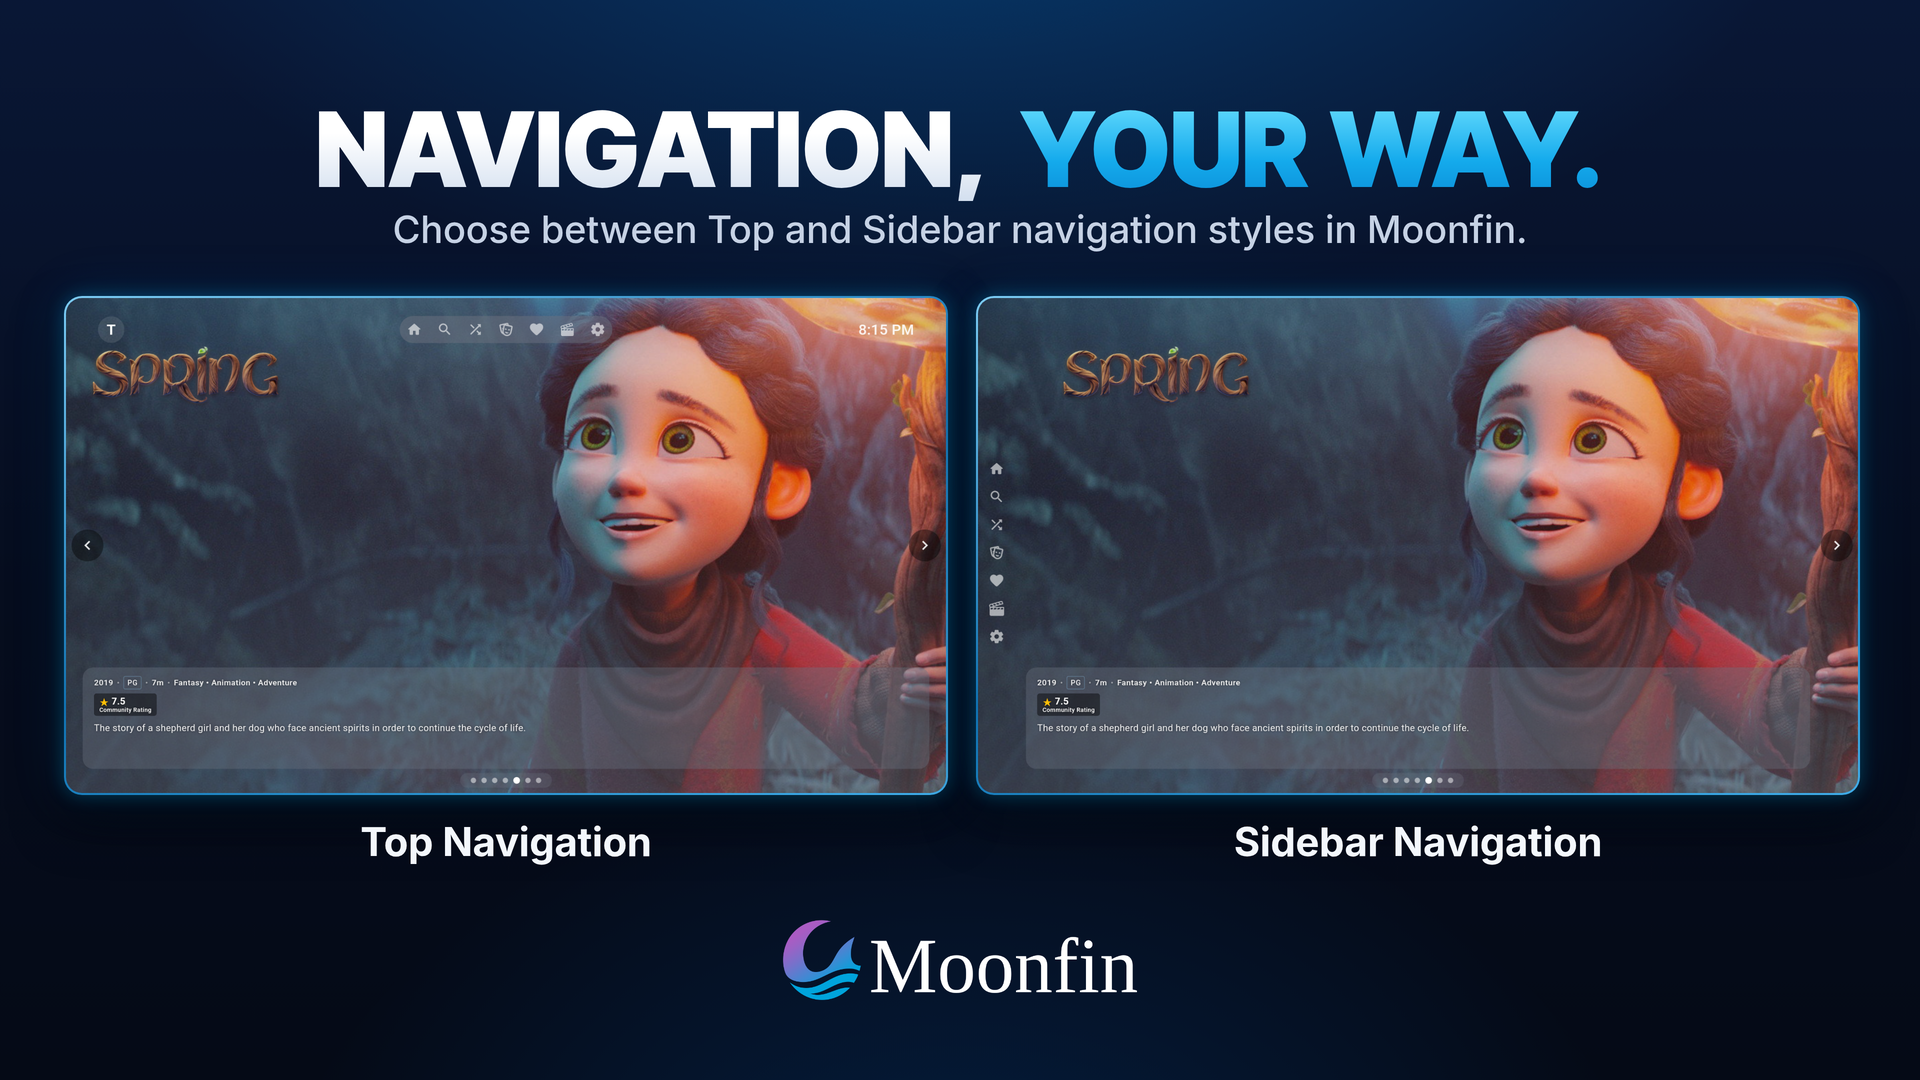 NAVIGATION, YOUR WAY.
Choose between Top and Sidebar navigation styles in Moonfin.
T
8:15 PM
SPRING
2019 · PG · 7m · Fantasy • Animation • Adventure
7.5
Community Rating
The story of a shepherd girl and her dog who face ancient spirits in order to continue the cycle of life.
Top Navigation
SPRING
2019 · PG · 7m · Fantasy • Animation • Adventure
7.5
Community Rating
The story of a shepherd girl and her dog who face ancient spirits in order to continue the cycle of life.
Sidebar Navigation
Moonfin